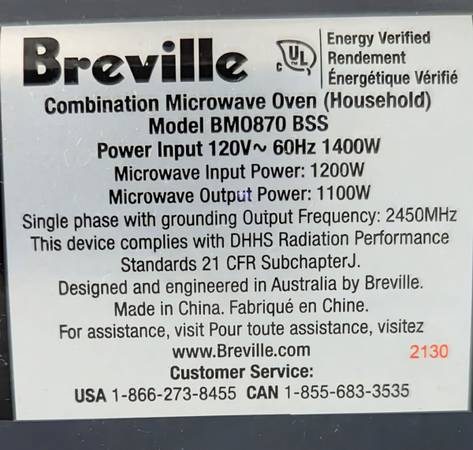 Breville
c UL
Energy Verified
Rendement
Énergétique Vérifié
Combination Microwave Oven (Household)
Model BMO870 BSS
Power Input 120V~ 60Hz 1400W
Microwave Input Power: 1200W
Microwave Output Power: 1100W
Single phase with grounding Output Frequency: 2450MHz
This device complies with DHHS Radiation Performance
Standards 21 CFR SubchapterJ.
Designed and engineered in Australia by Breville.
Made in China. Fabriqué en Chine.
For assistance, visit Pour toute assistance, visitez
www.Breville.com
2130
Customer Service:
USA 1-866-273-8455 CAN 1-855-683-3535